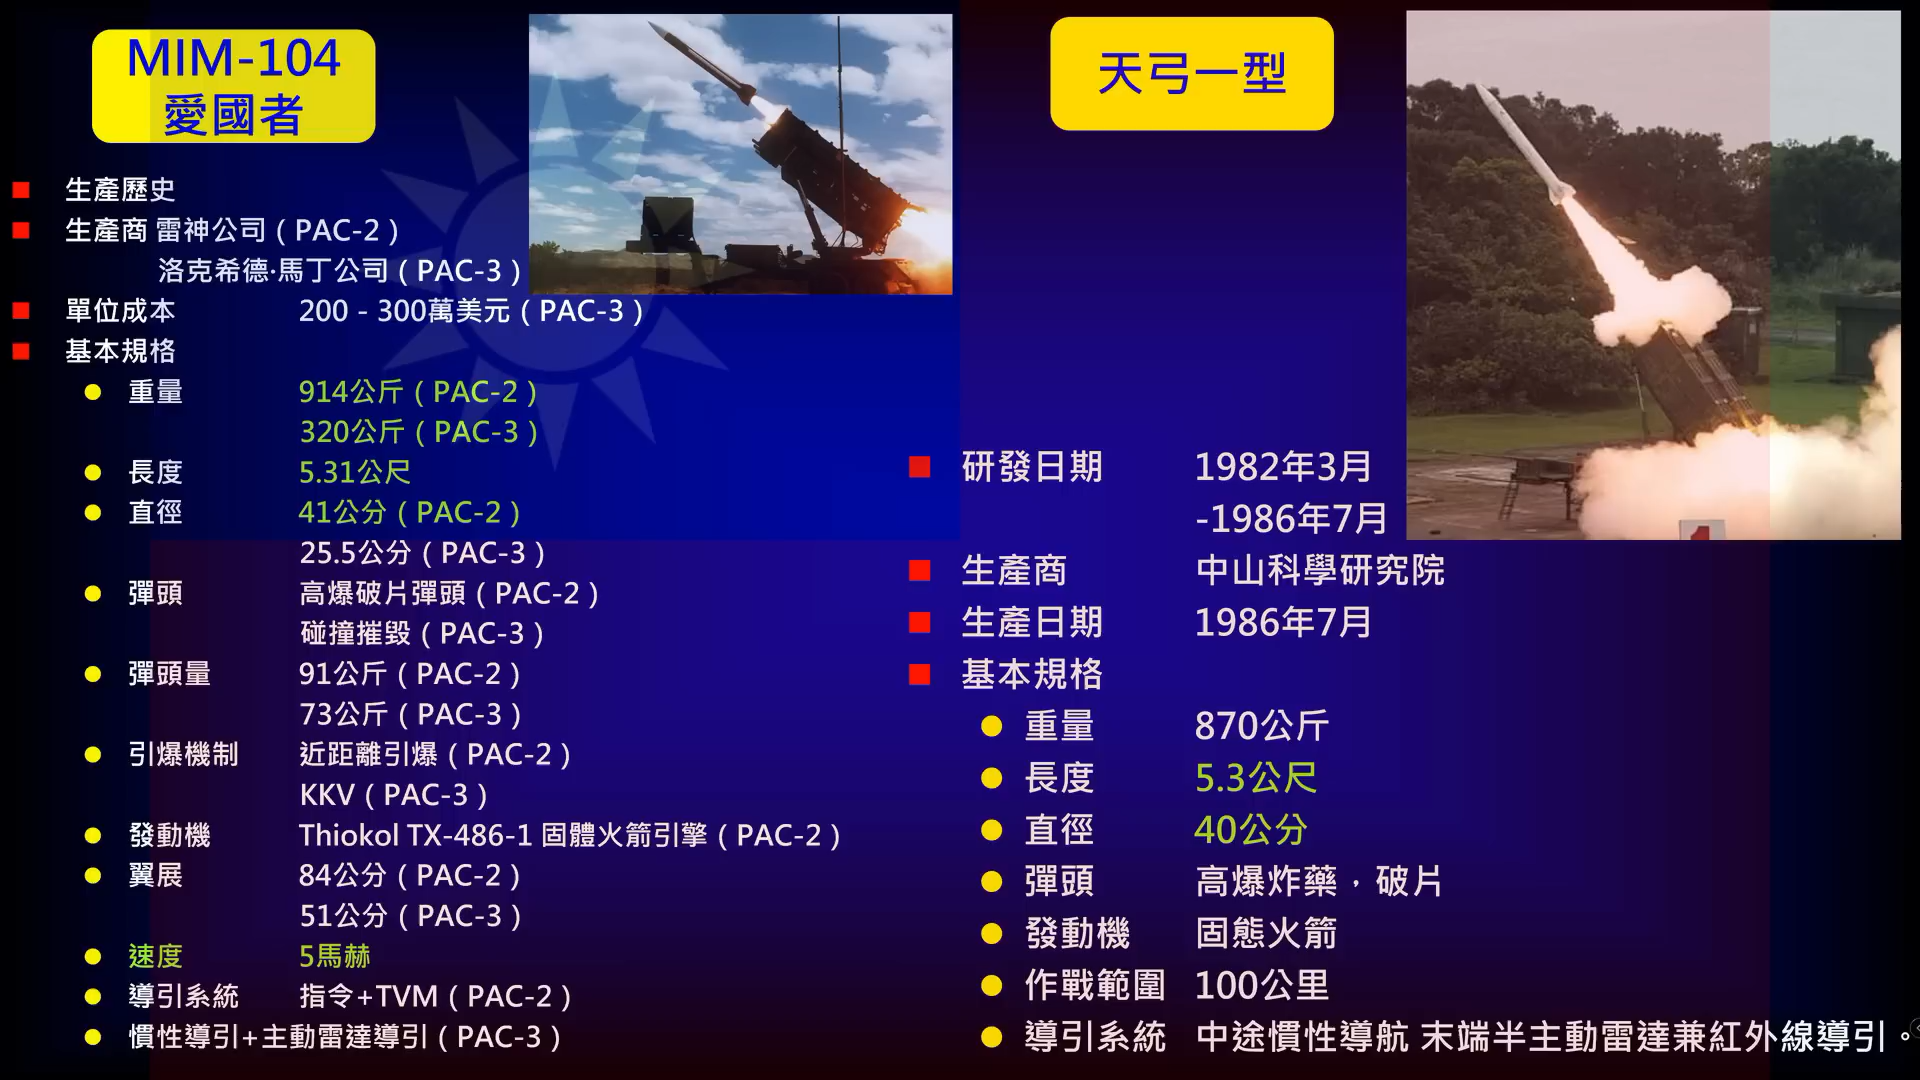 MIM-104
愛國者
生產歷史
生產商 雷神公司（PAC-2）
洛克希德·馬丁公司（PAC-3）
單位成本 200 - 300萬美元（PAC-3）
基本規格
重量 914公斤（PAC-2）
320公斤（PAC-3）
長度 5.31公尺
直徑 41公分（PAC-2）
25.5公分（PAC-3）
彈頭 高爆破片彈頭（PAC-2）
碰撞摧毀（PAC-3）
彈頭量 91公斤（PAC-2）
73公斤（PAC-3）
引爆機制 近距離引爆（PAC-2）
KKV（PAC-3）
發動機 Thiokol TX-486-1 固體火箭引擎（PAC-2）
翼展 84公分（PAC-2）
51公分（PAC-3）
速度 5馬赫
導引系統 指令+TVM（PAC-2）
慣性導引+主動雷達導引（PAC-3）
天弓一型
研發日期 1982年3月
-1986年7月
生產商 中山科學研究院
生產日期 1986年7月
基本規格
重量 870公斤
長度 5.3公尺
直徑 40公分
彈頭 高爆炸藥，破片
發動機 固態火箭
作戰範圍 100公里
導引系統 中途慣性導航 末端半主動雷達兼紅外線導引。
1